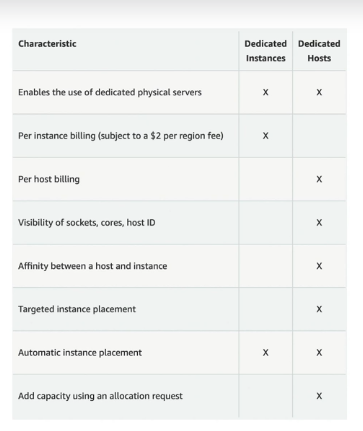 Characteristic Dedicated Dedicated
Instances Hosts
Enables the use of dedicated physical servers X X
Per instance billing (subject to a $2 per region fee) X
Per host billing X
Visibility of sockets, cores, host ID X
Affinity between a host and instance X
Targeted instance placement X
Automatic instance placement X X
Add capacity using an allocation request X